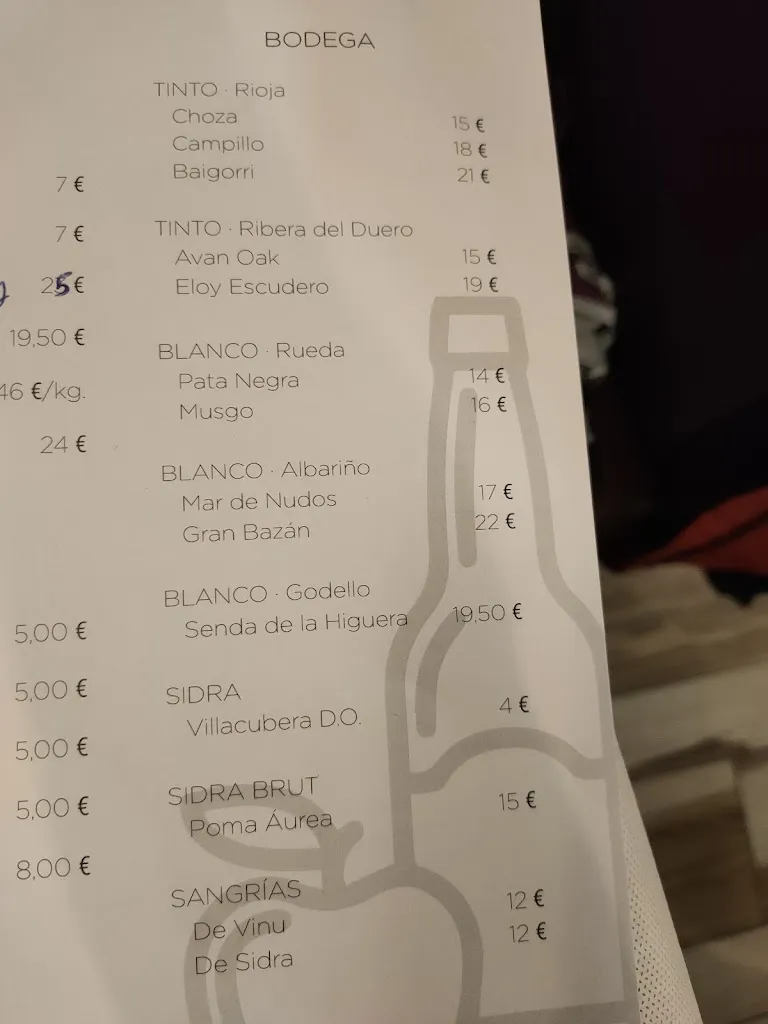 BODEGA
TINTO · Rioja
Choza 15 €
Campillo 18 €
Baigorri 21 €
TINTO · Ribera del Duero
Avan Oak 15 €
Eloy Escudero 19 €
BLANCO · Rueda
Pata Negra 14 €
Musgo 16 €
BLANCO · Albariño
Mar de Nudos 17 €
Gran Bazán 22 €
BLANCO · Godello
Senda de la Higuera 19,50 €
SIDRA
Villacubera D.O. 4 €
SIDRA BRUT
Poma Áurea 15 €
SANGRÍAS
De Vinu 12 €
De Sidra 12 €
7 €
7 €
25 €
19,50 €
46 €/kg.
24 €
5,00 €
5,00 €
5,00 €
5,00 €
8,00 €